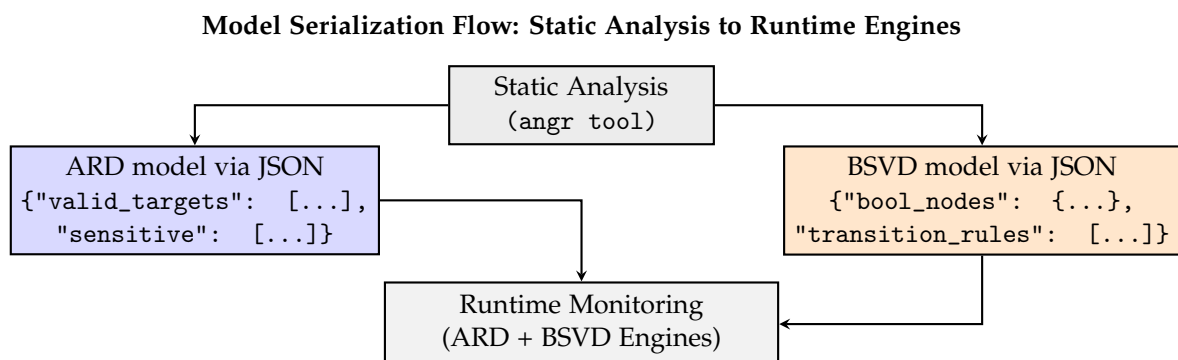 Model Serialization Flow: Static Analysis to Runtime Engines
Static Analysis
(angr tool)
ARD model via JSON
{"valid_targets": [...],
"sensitive": [...]}
BSVD model via JSON
{"bool_nodes": {...},
"transition_rules": [...]}
Runtime Monitoring
(ARD + BSVD Engines)